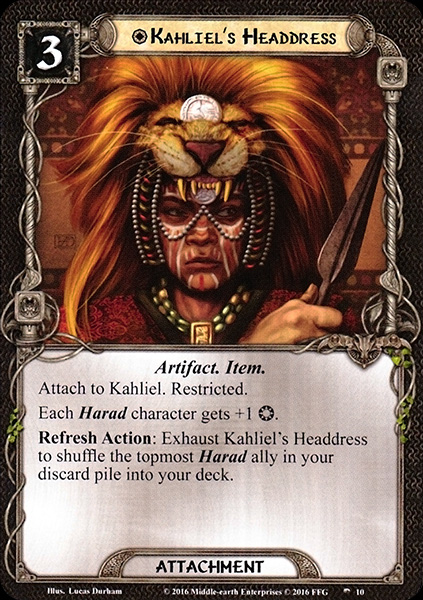 3
KAHLIEL'S HEADDRESS
Artifact. Item.
Attach to Kahliel. Restricted.
Each Harad character gets +1 .
Refresh Action: Exhaust Kahliel's Headdress
to shuffle the topmost Harad ally in your
discard pile into your deck.
ATTACHMENT
Illus. Lucas Durham © 2016 Middle-earth Enterprises © 2016 FFG 10